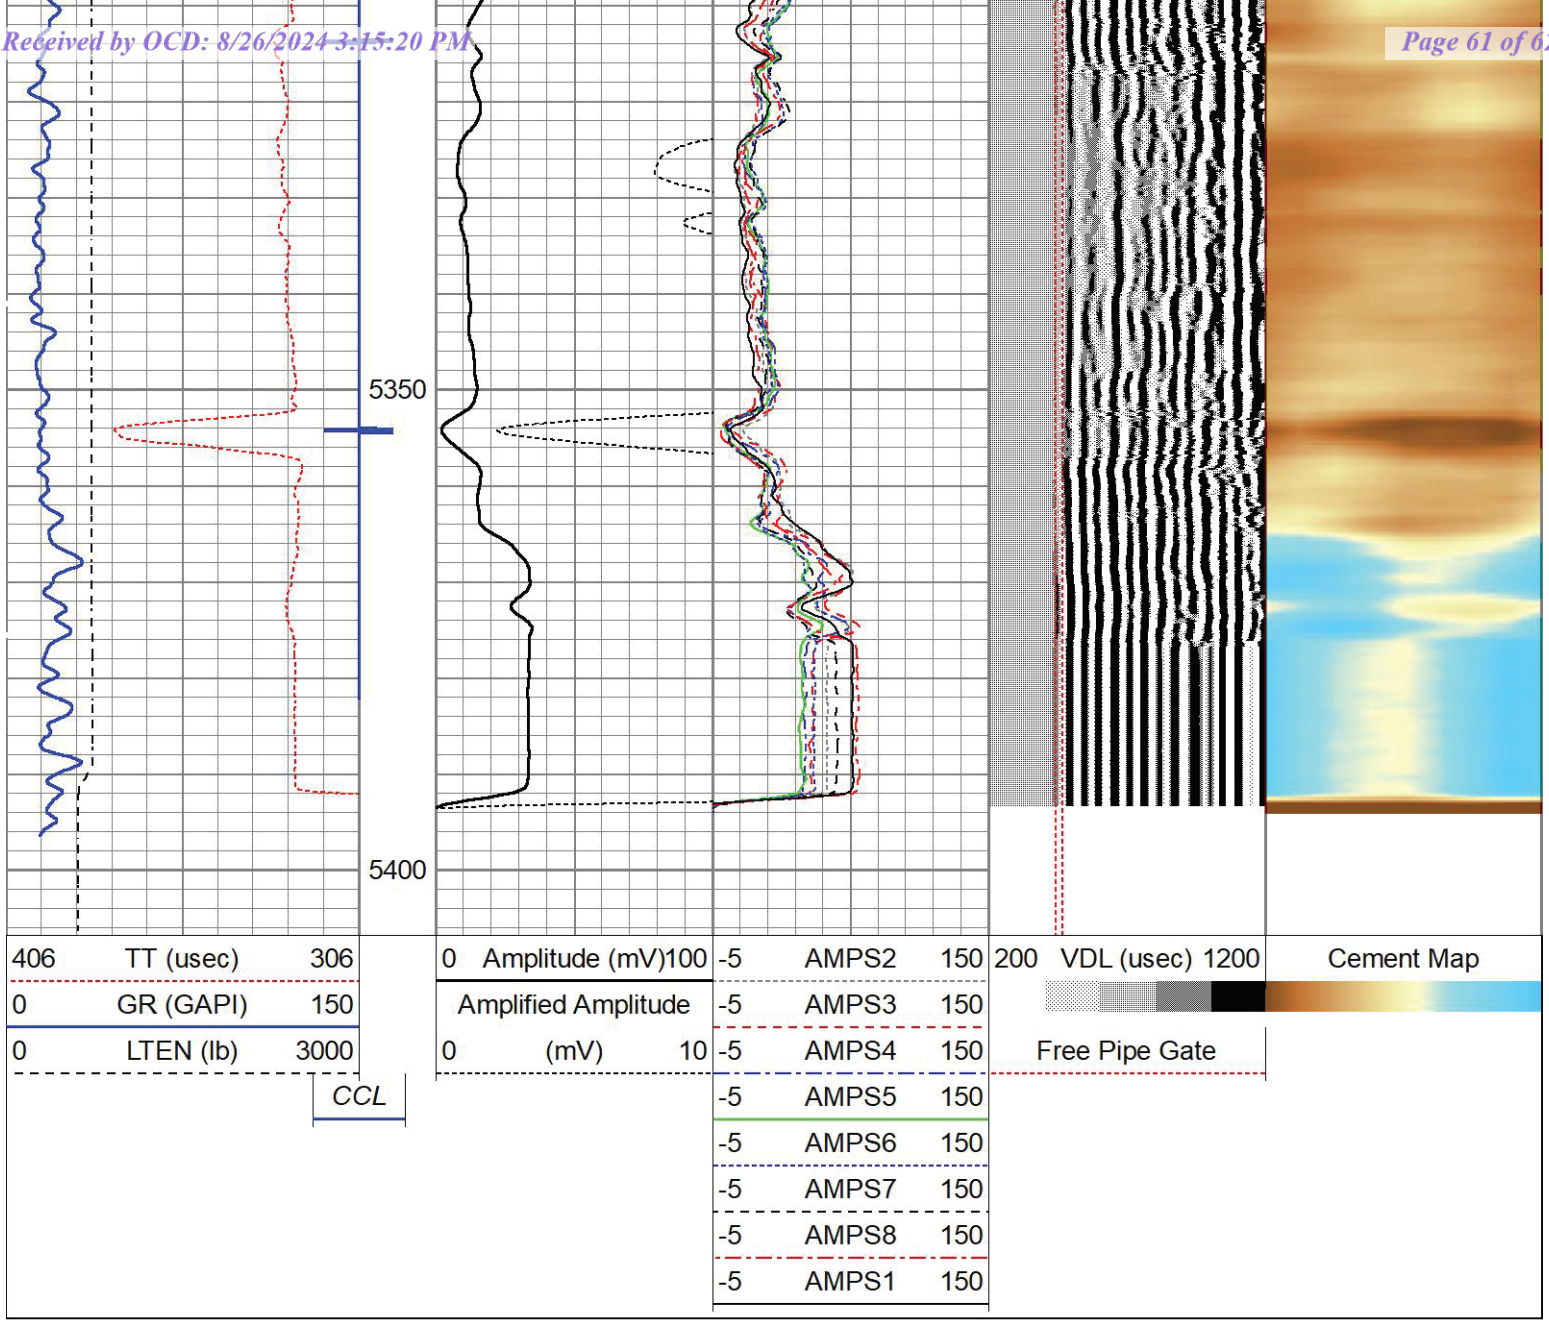 Received by OCD: 8/26/2024 3:15:20 PM
Page 61 of 62
5350
5400
406 TT (usec) 306
0 GR (GAPI) 150
0 LTEN (lb) 3000
CCL
0 Amplitude (mV) 100
Amplified Amplitude
0 (mV) 10
-5 AMPS2 150
-5 AMPS3 150
-5 AMPS4 150
-5 AMPS5 150
-5 AMPS6 150
-5 AMPS7 150
-5 AMPS8 150
-5 AMPS1 150
200 VDL (usec) 1200
Free Pipe Gate
Cement Map